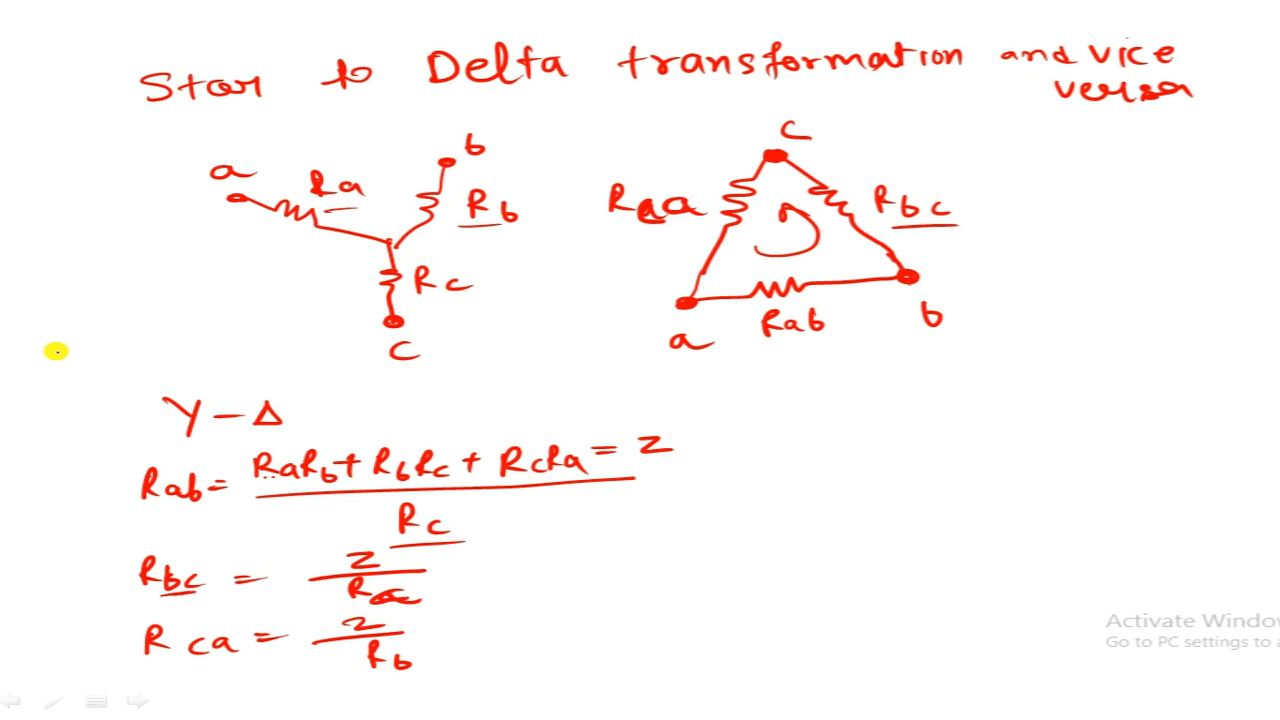 Star to Delta transformation and vice
versa
a Ra b Rb Rc c
c Rca Rbc a Rab b
Y - Δ
Rab = RaRb + RbRc + RcRa = Z
Rc
Rbc = Z
Ra
Rca = Z
Rb
Activate Windo
Go to PC settings to a